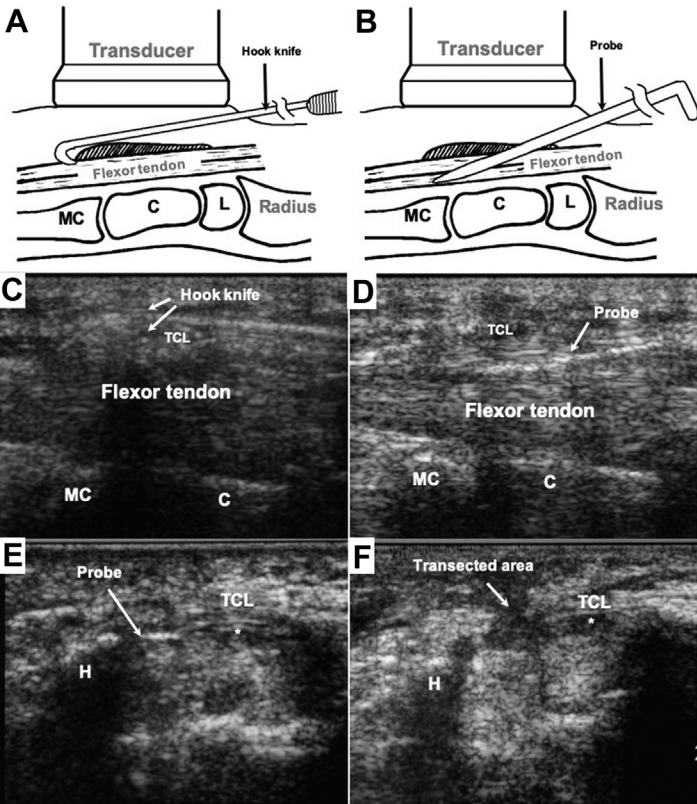 A
Transducer
Hook knife
Flexor tendon
MC
C
L
Radius
B
Transducer
Probe
Flexor tendon
MC
C
L
Radius
C
Hook knife
TCL
Flexor tendon
MC
C
D
TCL
Probe
Flexor tendon
MC
C
E
Probe
TCL
*
H
F
Transected area
TCL
*
H